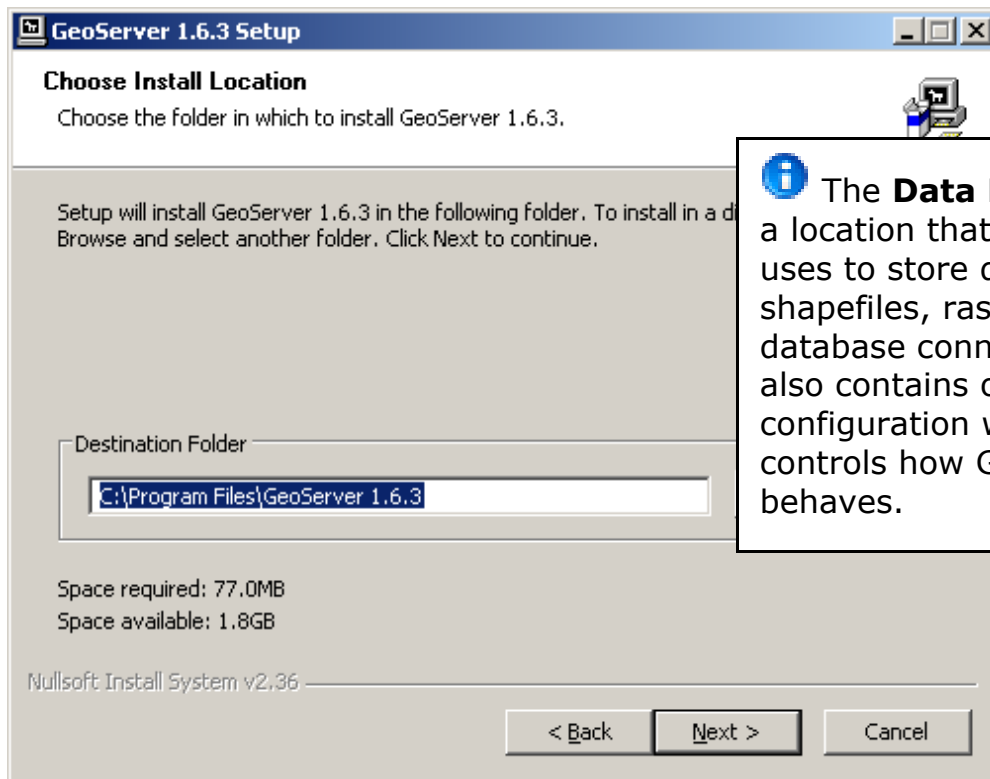 GeoServer 1.6.3 Setup
Choose Install Location
Choose the folder in which to install GeoServer 1.6.3.
Setup will install GeoServer 1.6.3 in the following folder. To install in a
Browse and select another folder. Click Next to continue.
The Data
a location that
uses to store
shapefiles,
database
also contains
configuration
controls how
behaves.
Destination Folder
C:\Program Files\GeoServer 1.6.3
Space required: 77.0MB
Space available: 1.8GB
Nullsoft Install System v2.36
< Back
Next >
Cancel